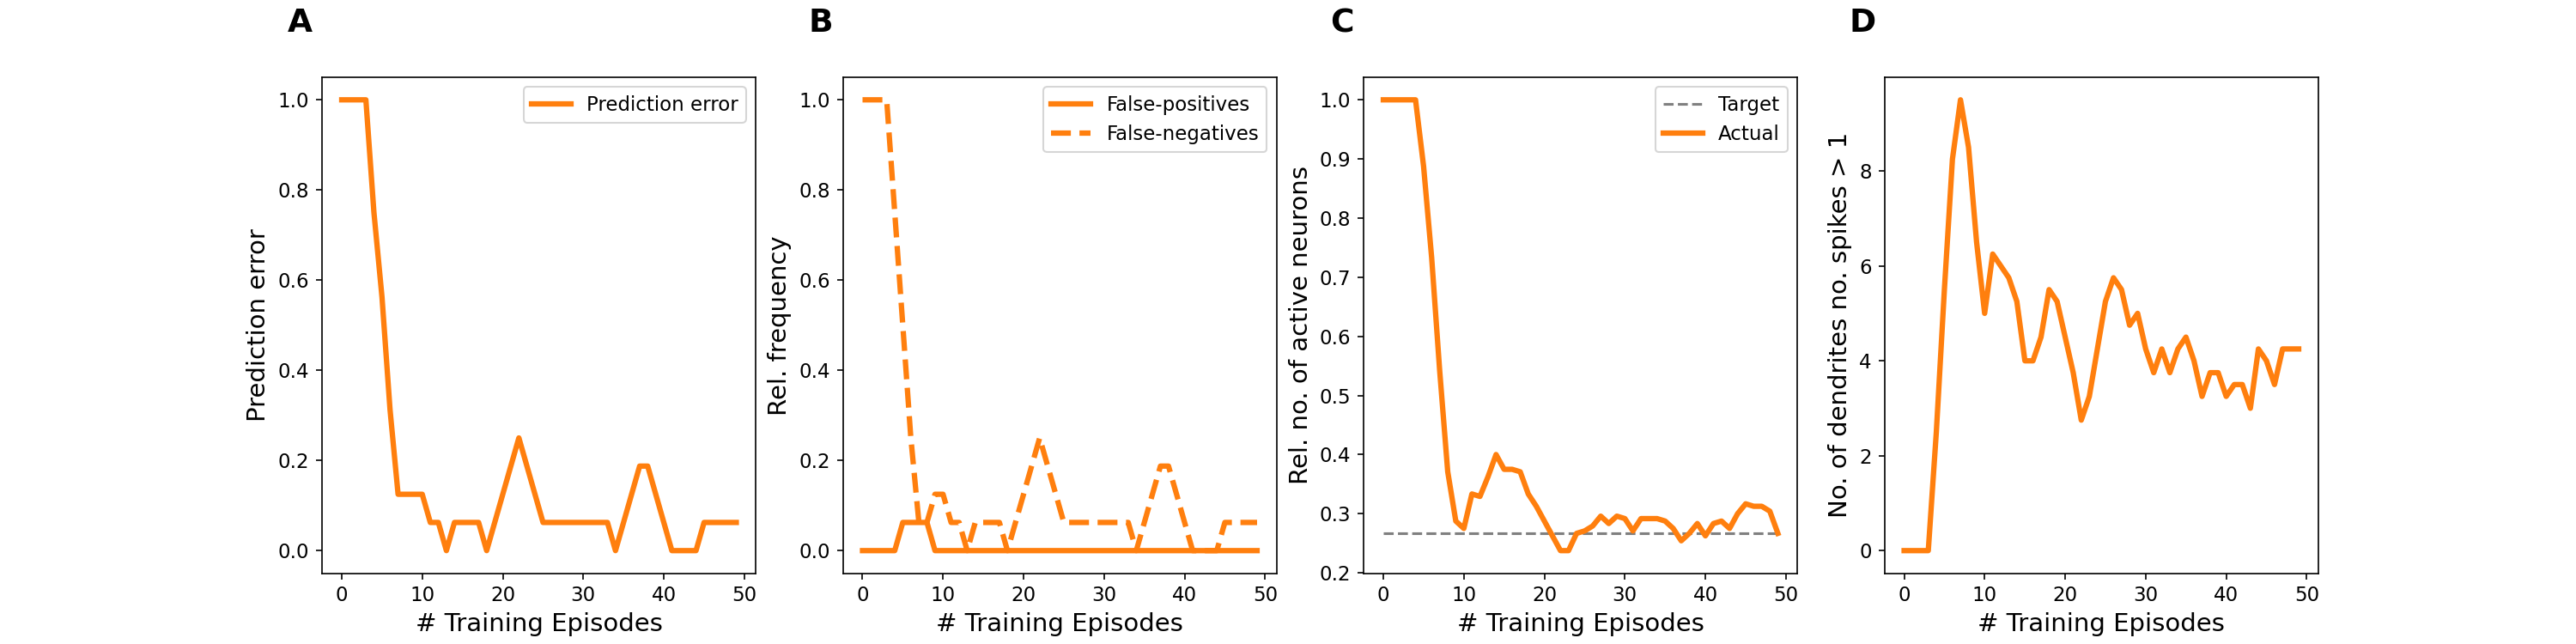 A
Prediction error
1.0
0.8
0.6
0.4
0.2
0.0
0 10 20 30 40 50
# Training Episodes
Prediction error
B
False-positives
False-negatives
1.0
0.8
0.6
0.4
0.2
0.0
0 10 20 30 40 50
# Training Episodes
Rel. frequency
C
Target
Actual
1.0
0.9
0.8
0.7
0.6
0.5
0.4
0.3
0.2
0 10 20 30 40 50
# Training Episodes
Rel. no. of active neurons
D
8
6
4
2
0
0 10 20 30 40 50
# Training Episodes
No. of dendrites no. spikes > 1